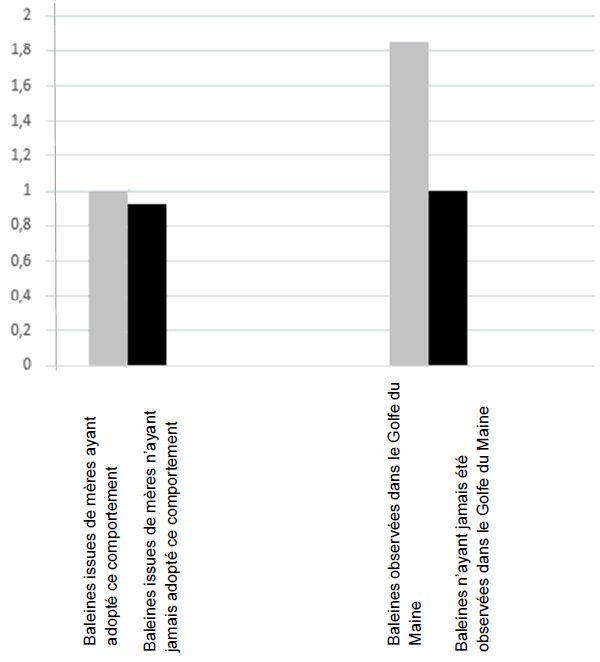 2
1,8
1,6
1,4
1,2
1
0,8
0,6
0,4
0,2
0
Baleines issues de mères ayant
adopté ce comportement
Baleines issues de mères n’ayant
jamais adopté ce comportement
Baleines observées dans le Golfe du
Maine
Baleines n’ayant jamais été
observées dans le Golfe du Maine